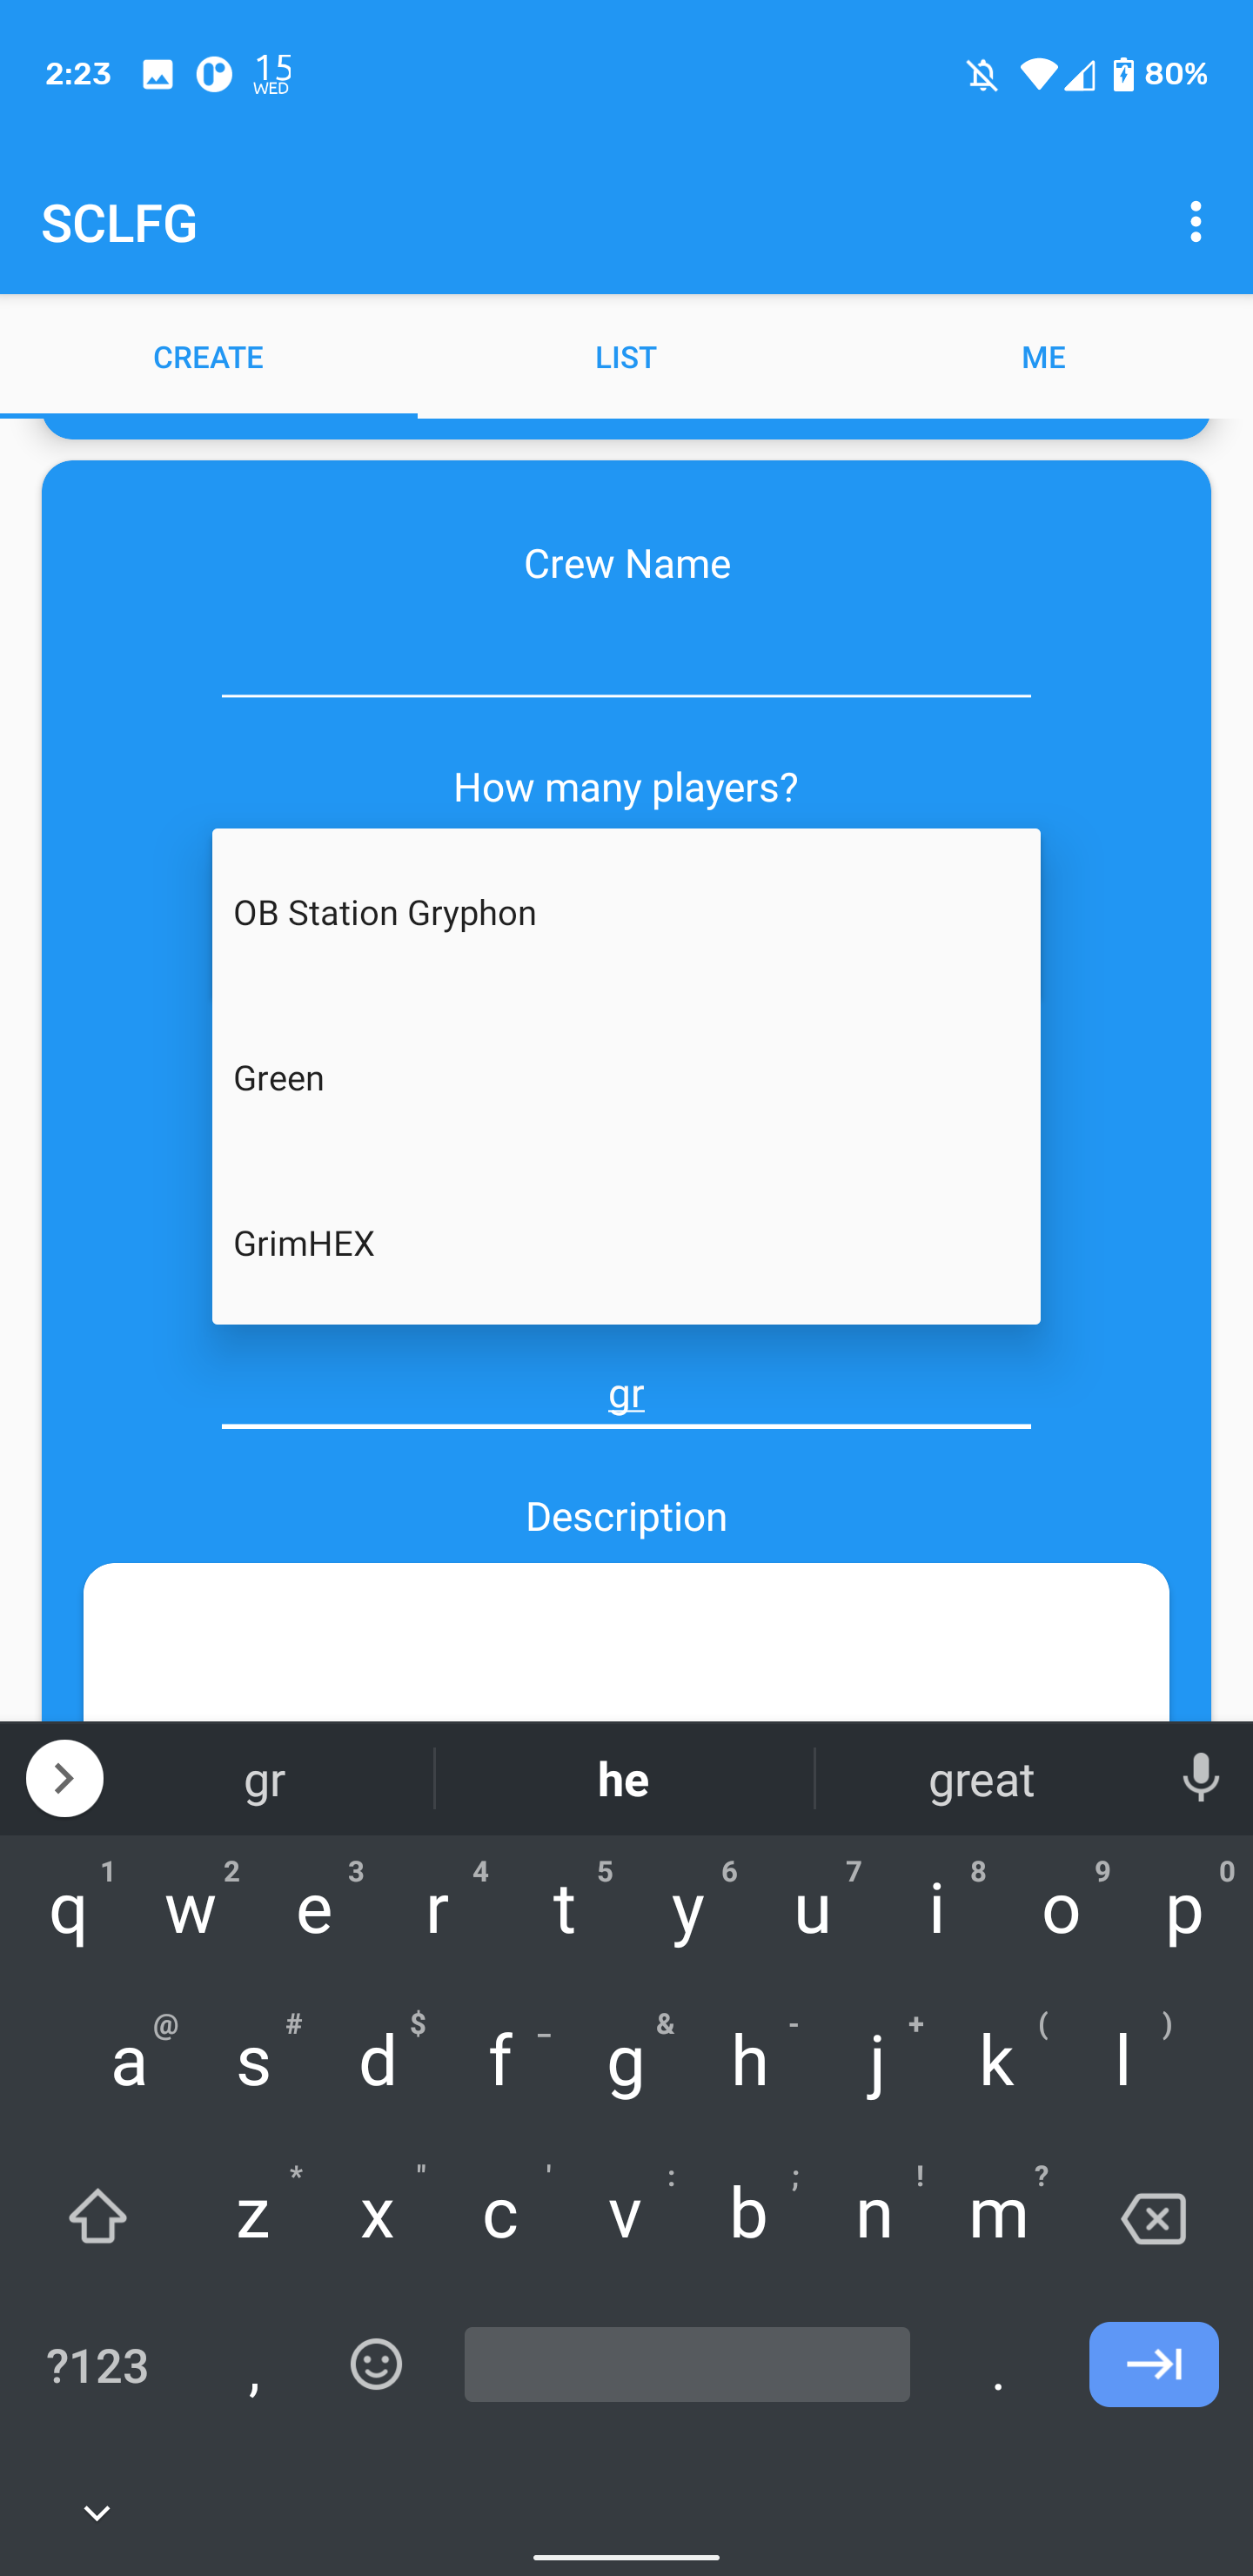 2:23 15 WED 80%
SCLFG
CREATE LIST ME
Crew Name
How many players?
OB Station Gryphon
Green
GrimHEX
gr
Description
gr he great
1 2 3 4 5 6 7 8 9 0
q w e r t y u i o p
@ # $ _ & - + ( )
a s d f g h j k l
* " ' : ; ! ?
z x c v b n m
?123 , .